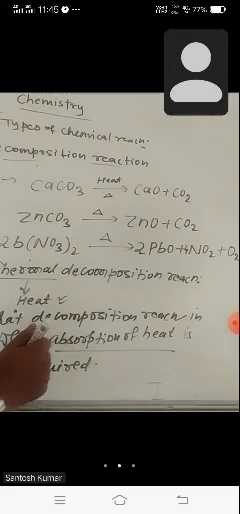 11:45
77%
Chemistry
Types of chemical reacn:
composition reaction
→ CaCO3 Heat Δ→ CaO + CO2
ZnCO3 Δ→ ZnO + CO2
2b(NO3)2 Δ→ 2PbO + 4NO2 + O2
hermal decomposition reacn:
Heat
decomposition reacn in
absorption of heat is
uired.
Santosh Kumar